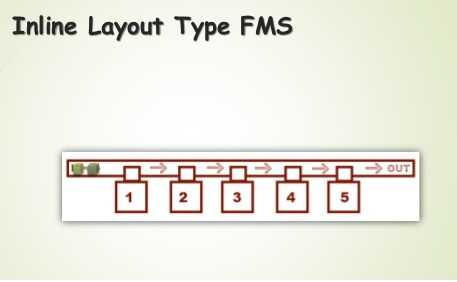 Inline Layout Type FMS
OUT
1 2 3 4 5